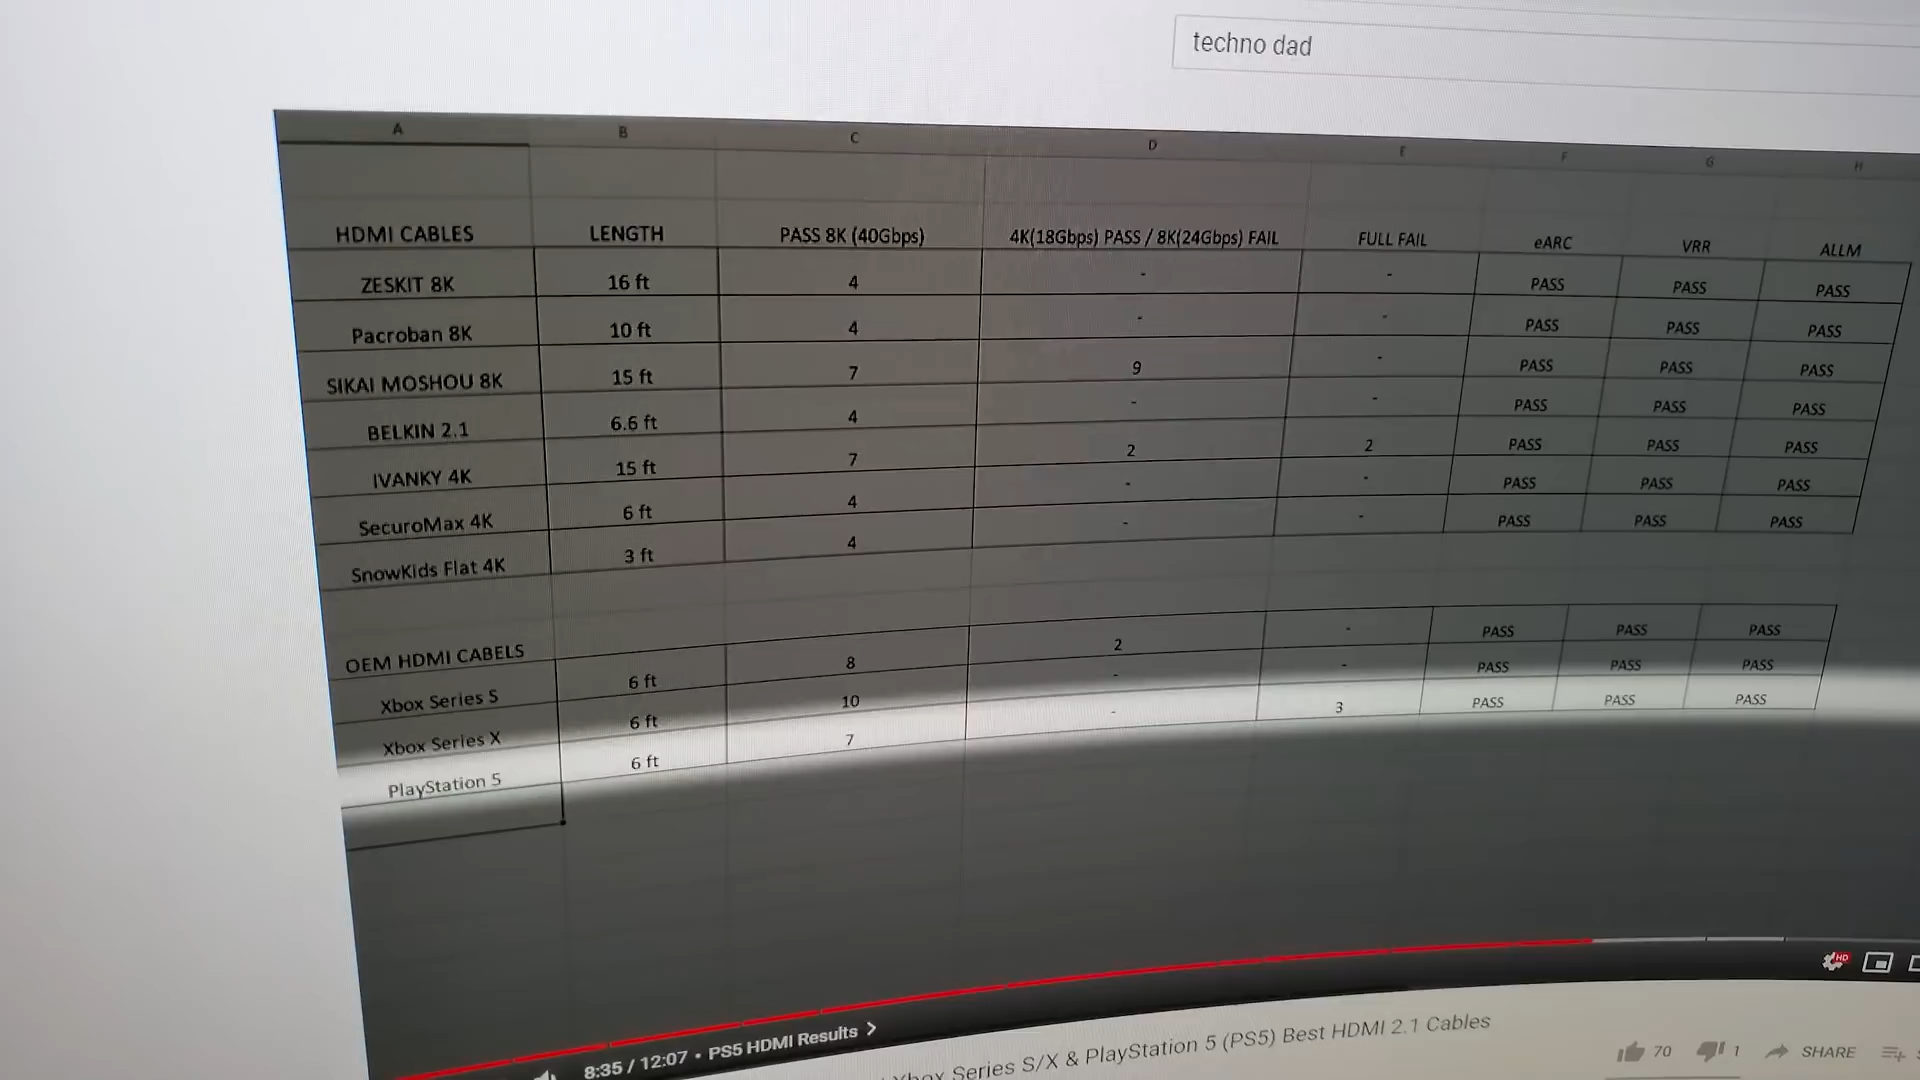 techno dad
A B C D E F G H
HDMI CABLES LENGTH PASS 8K (40Gbps) 4K(18Gbps) PASS / 8K(24Gbps) FAIL FULL FAIL eARC VRR ALLM
ZESKIT 8K 16 ft 4 - - PASS PASS PASS
Pacroban 8K 10 ft 4 - - PASS PASS PASS
SIKAI MOSHOU 8K 15 ft 7 9 - PASS PASS PASS
BELKIN 2.1 6.6 ft 4 - - PASS PASS PASS
IVANKY 4K 15 ft 7 2 2 PASS PASS PASS
SecuroMax 4K 6 ft 4 - - PASS PASS PASS
SnowKids Flat 4K 3 ft 4 - - PASS PASS PASS
OEM HDMI CABELS
Xbox Series S 6 ft 8 2 - PASS PASS PASS
Xbox Series X 6 ft 10 - - PASS PASS PASS
PlayStation 5 6 ft 7 - 3 PASS PASS PASS
HD
8:35 / 12:07 • PS5 HDMI Results >
Xbox Series S/X & PlayStation 5 (PS5) Best HDMI 2.1 Cables
70 1 SHARE